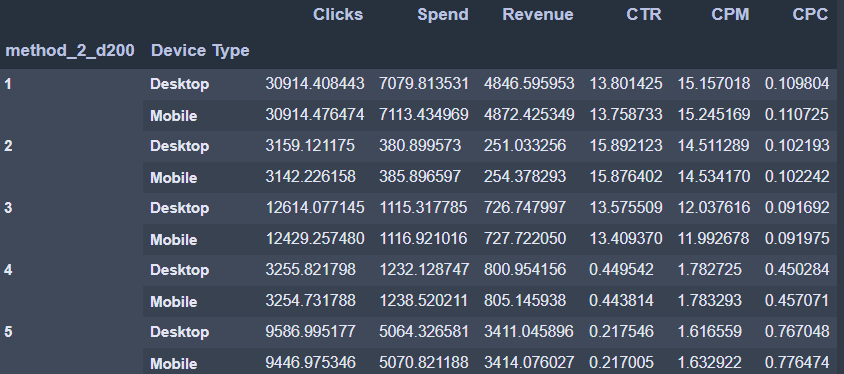 Clicks Spend Revenue CTR CPM CPC
method_2_d200 Device Type
1 Desktop 30914.408443 7079.813531 4846.595953 13.801425 15.157018 0.109804
Mobile 30914.476474 7113.434969 4872.425349 13.758733 15.245169 0.110725
2 Desktop 3159.121175 380.899573 251.033256 15.892123 14.511289 0.102193
Mobile 3142.226158 385.896597 254.378293 15.876402 14.534170 0.102242
3 Desktop 12614.077145 1115.317785 726.747997 13.575509 12.037616 0.091692
Mobile 12429.257480 1116.921016 727.722050 13.409370 11.992678 0.091975
4 Desktop 3255.821798 1232.128747 800.954156 0.449542 1.782725 0.450284
Mobile 3254.731788 1238.520211 805.145938 0.443814 1.783293 0.457071
5 Desktop 9586.995177 5064.326581 3411.045896 0.217546 1.616559 0.767048
Mobile 9446.975346 5070.821188 3414.076027 0.217005 1.632922 0.776474